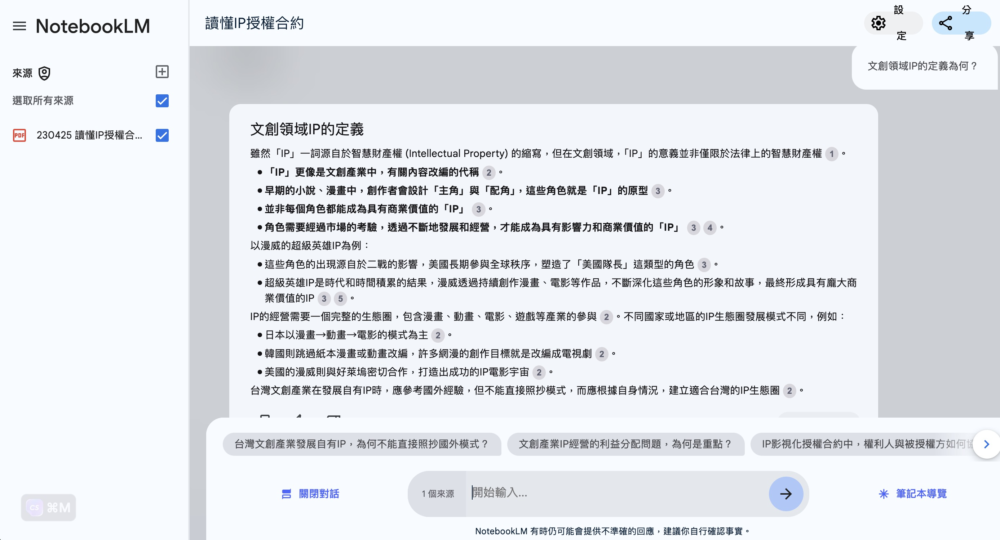 NotebookLM
來源
選取所有來源
PDF 230425 讀懂IP授權合...
讀懂IP授權合約
設定
分享
文創領域IP的定義為何？
文創領域IP的定義
雖然「IP」一詞源自於智慧財產權 (Intellectual Property) 的縮寫，但在文創領域，「IP」的意義並非僅限於法律上的智慧財產權 1 。
• 「IP」更像是文創產業中，有關內容改編的代稱 2 。
• 早期的小說、漫畫中，創作者會設計「主角」與「配角」，這些角色就是「IP」的原型 3 。
• 並非每個角色都能成為具有商業價值的「IP」 3 。
• 角色需要經過市場的考驗，透過不斷地發展和經營，才能成為具有影響力和商業價值的「IP」 3 4 。
以漫威的超級英雄IP為例：
• 這些角色的出現源自於二戰的影響，美國長期參與全球秩序，塑造了「美國隊長」這類型的角色 3 。
• 超級英雄IP是時代和時間積累的結果，漫威透過持續創作漫畫、電影等作品，不斷深化這些角色的形象和故事，最終形成具有龐大商
業價值的IP 3 5 。
IP的經營需要一個完整的生態圈，包含漫畫、動畫、電影、遊戲等產業的參與 2 。不同國家或地區的IP生態圈發展模式不同，例如：
• 日本以漫畫→動畫→電影的模式為主 2 。
• 韓國則跳過紙本漫畫或動畫改編，許多網漫的創作目標就是改編成電視劇 2 。
• 美國的漫威則與好萊塢密切合作，打造出成功的IP電影宇宙 2 。
台灣文創產業在發展自有IP時，應參考國外經驗，但不能直接照抄模式，而應根據自身情況，建立適合台灣的IP生態圈 2 。
台灣文創產業發展自有IP，為何不能直接照抄國外模式？
文創產業IP經營的利益分配問題，為何是重點？
IP影視化授權合約中，權利人與被授權方如何
關閉對話
1 個來源
開始輸入...
筆記本導覽
CS ⌘M
NotebookLM 有時仍可能會提供不準確的回應，建議你自行確認事實。